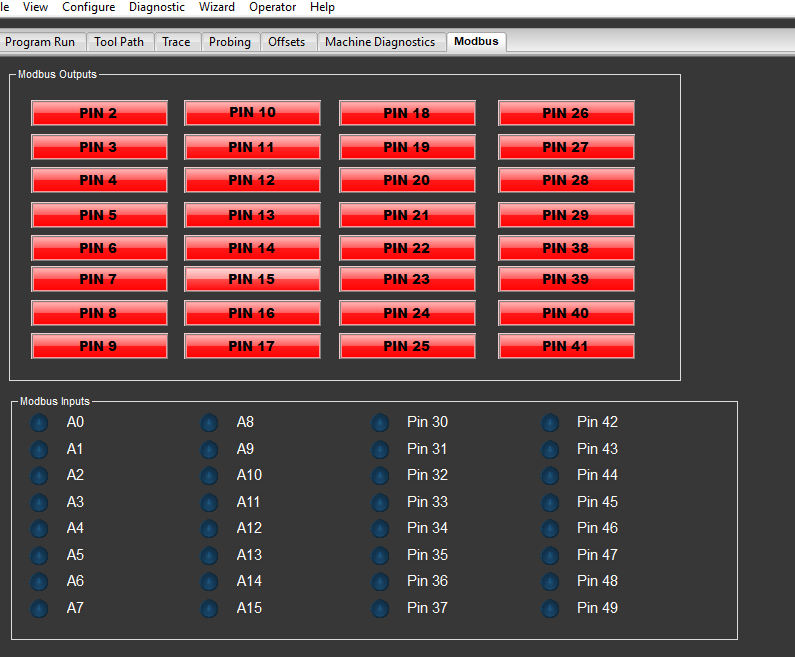 le View Configure Diagnostic Wizard Operator Help
Program Run Tool Path Trace Probing Offsets Machine Diagnostics Modbus
Modbus Outputs
PIN 2 PIN 10 PIN 18 PIN 26
PIN 3 PIN 11 PIN 19 PIN 27
PIN 4 PIN 12 PIN 20 PIN 28
PIN 5 PIN 13 PIN 21 PIN 29
PIN 6 PIN 14 PIN 22 PIN 38
PIN 7 PIN 15 PIN 23 PIN 39
PIN 8 PIN 16 PIN 24 PIN 40
PIN 9 PIN 17 PIN 25 PIN 41
Modbus Inputs
A0 A8 Pin 30 Pin 42
A1 A9 Pin 31 Pin 43
A2 A10 Pin 32 Pin 44
A3 A11 Pin 33 Pin 45
A4 A12 Pin 34 Pin 46
A5 A13 Pin 35 Pin 47
A6 A14 Pin 36 Pin 48
A7 A15 Pin 37 Pin 49